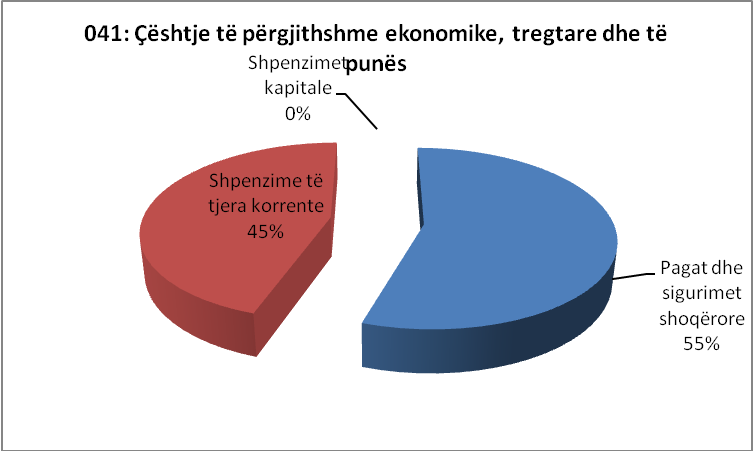 041: Çështje të përgjithshme ekonomike, tregtare dhe të
punës
Shpenzimet
kapitale
0%
Shpenzime të
tjera korrente
45%
Pagat dhe
sigurimet
shoqërore
55%